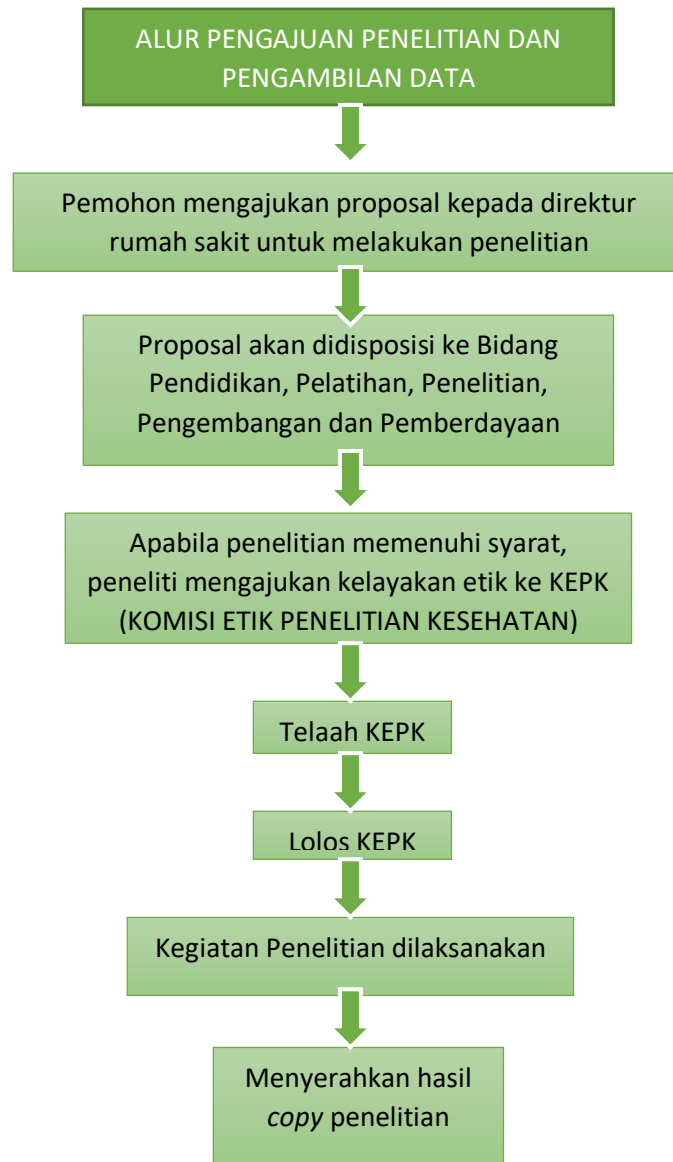 ALUR PENGAJUAN PENELITIAN DAN
PENGAMBILAN DATA
Pemohon mengajukan proposal kepada direktur
rumah sakit untuk melakukan penelitian
Proposal akan didisposisi ke Bidang
Pendidikan, Pelatihan, Penelitian,
Pengembangan dan Pemberdayaan
Apabila penelitian memenuhi syarat,
peneliti mengajukan kelayakan etik ke KEPK
(KOMISI ETIK PENELITIAN KESEHATAN)
Telaah KEPK
Lolos KEPK
Kegiatan Penelitian dilaksanakan
Menyerahkan hasil
copy penelitian